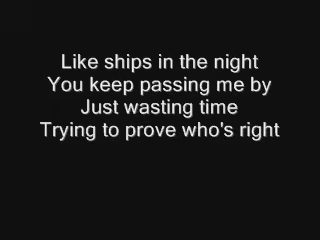 Like ships in the night
You keep passing me by
Just wasting time
Trying to prove who's right